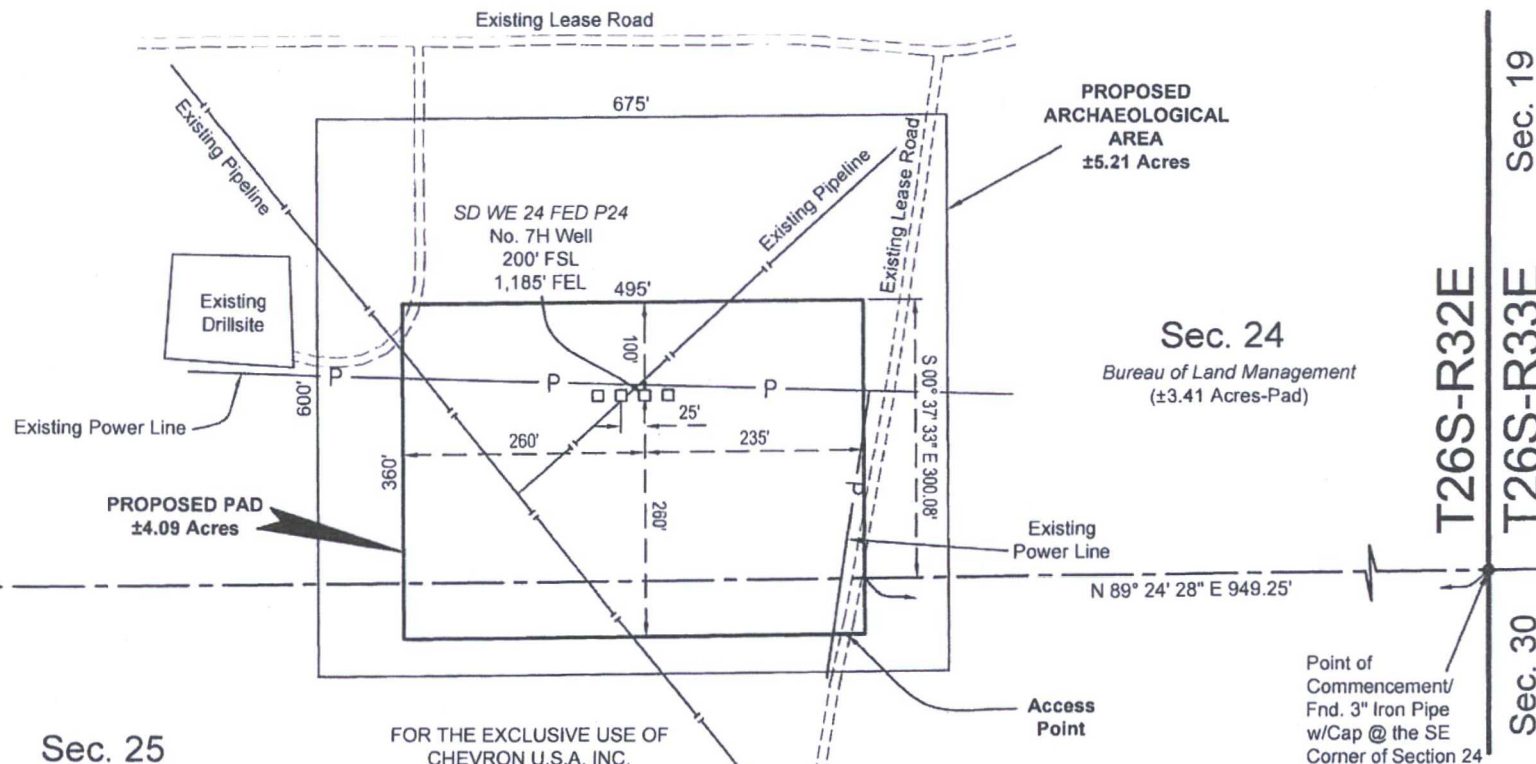 Existing Lease Road
675'
PROPOSED
ARCHAEOLOGICAL
AREA
±5.21 Acres
Sec. 19
Existing Pipeline
Existing Pipeline
Existing Lease Road
SD WE 24 FED P24
No. 7H Well
200' FSL
1,185' FEL
495'
Existing
Drillsite
100'
Sec. 24
Bureau of Land Management
(±3.41 Acres-Pad)
T26S-R32E
T26S-R33E
S 00° 37' 33" E 300.08'
P
P
P
600'
Existing Power Line
25'
260'
235'
360'
PROPOSED PAD
±4.09 Acres
260'
P
Existing
Power Line
N 89° 24' 28" E 949.25'
Point of
Commencement/
Fnd. 3" Iron Pipe
w/Cap @ the SE
Corner of Section 24
Sec. 30
Access
Point
Sec. 25
FOR THE EXCLUSIVE USE OF
CHEVRON U.S.A. INC.